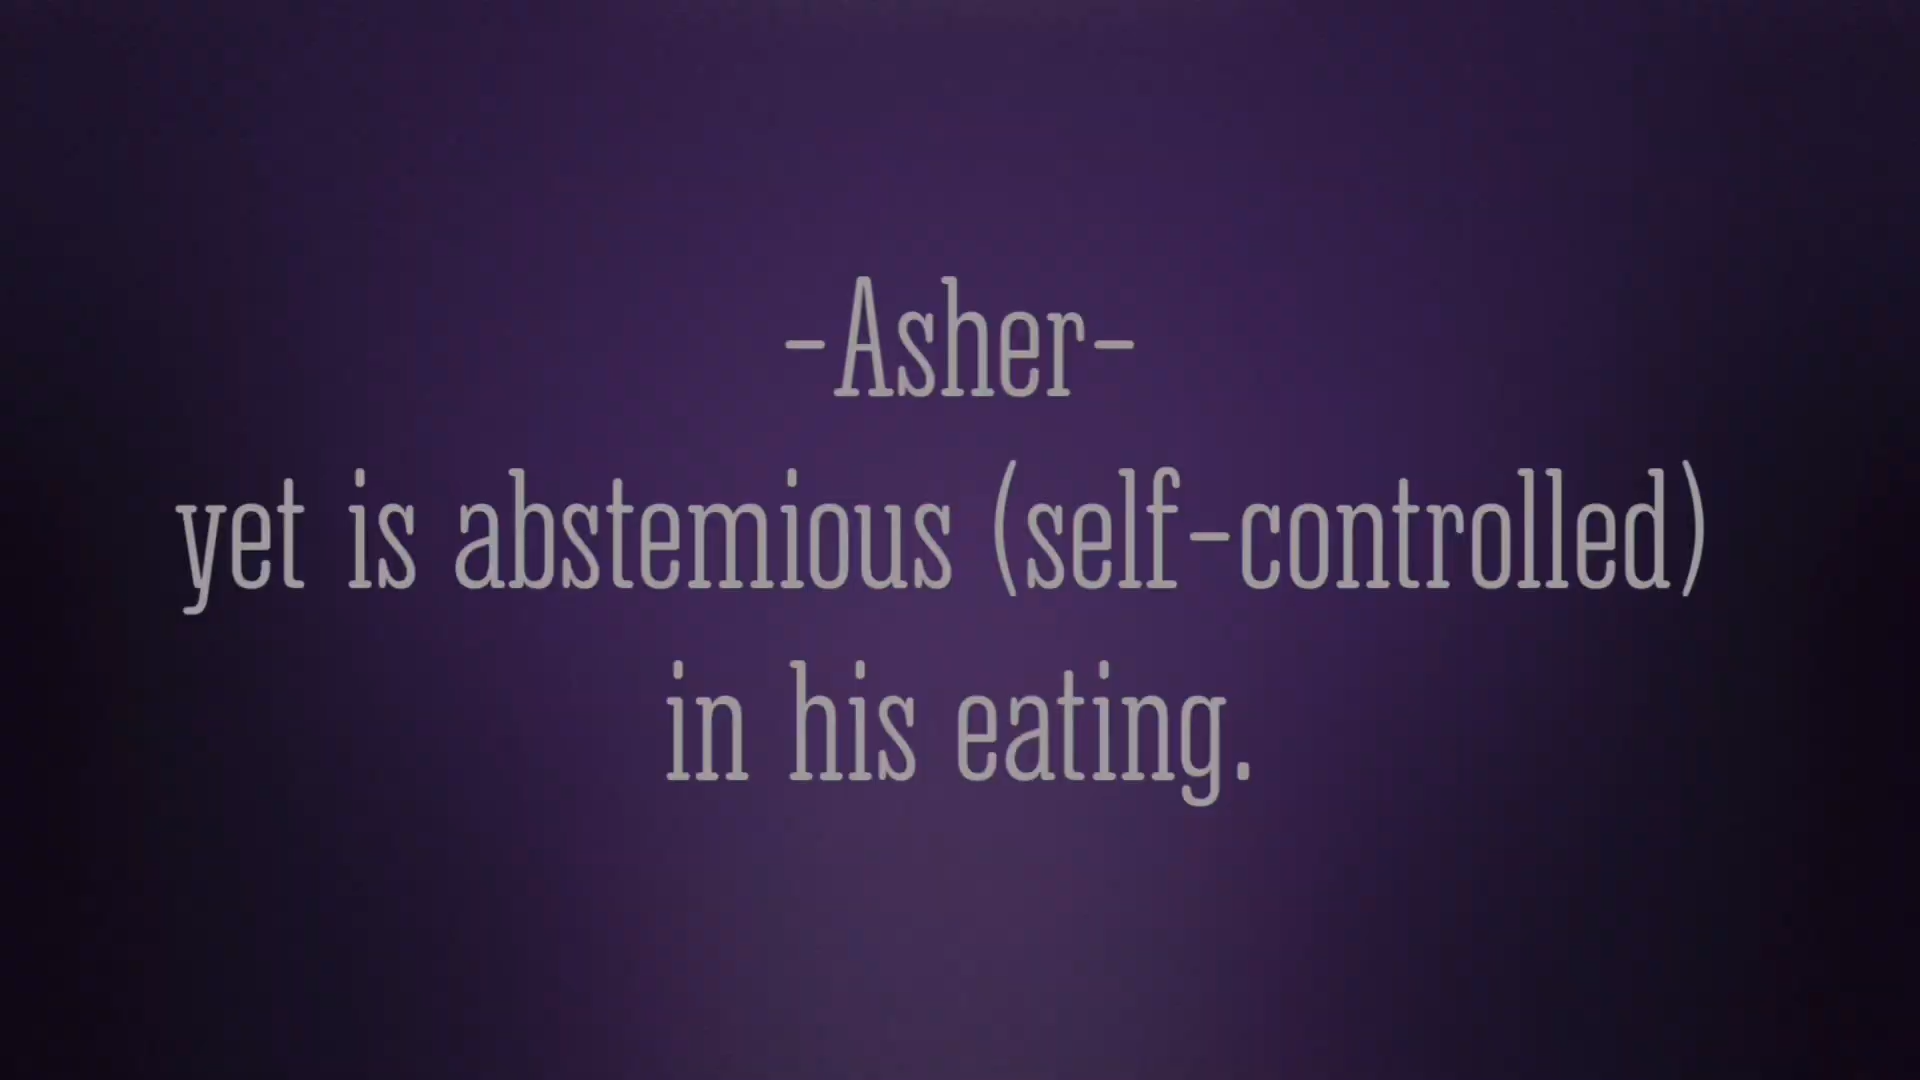 -Asher-
yet is abstemious (self-controlled)
in his eating.